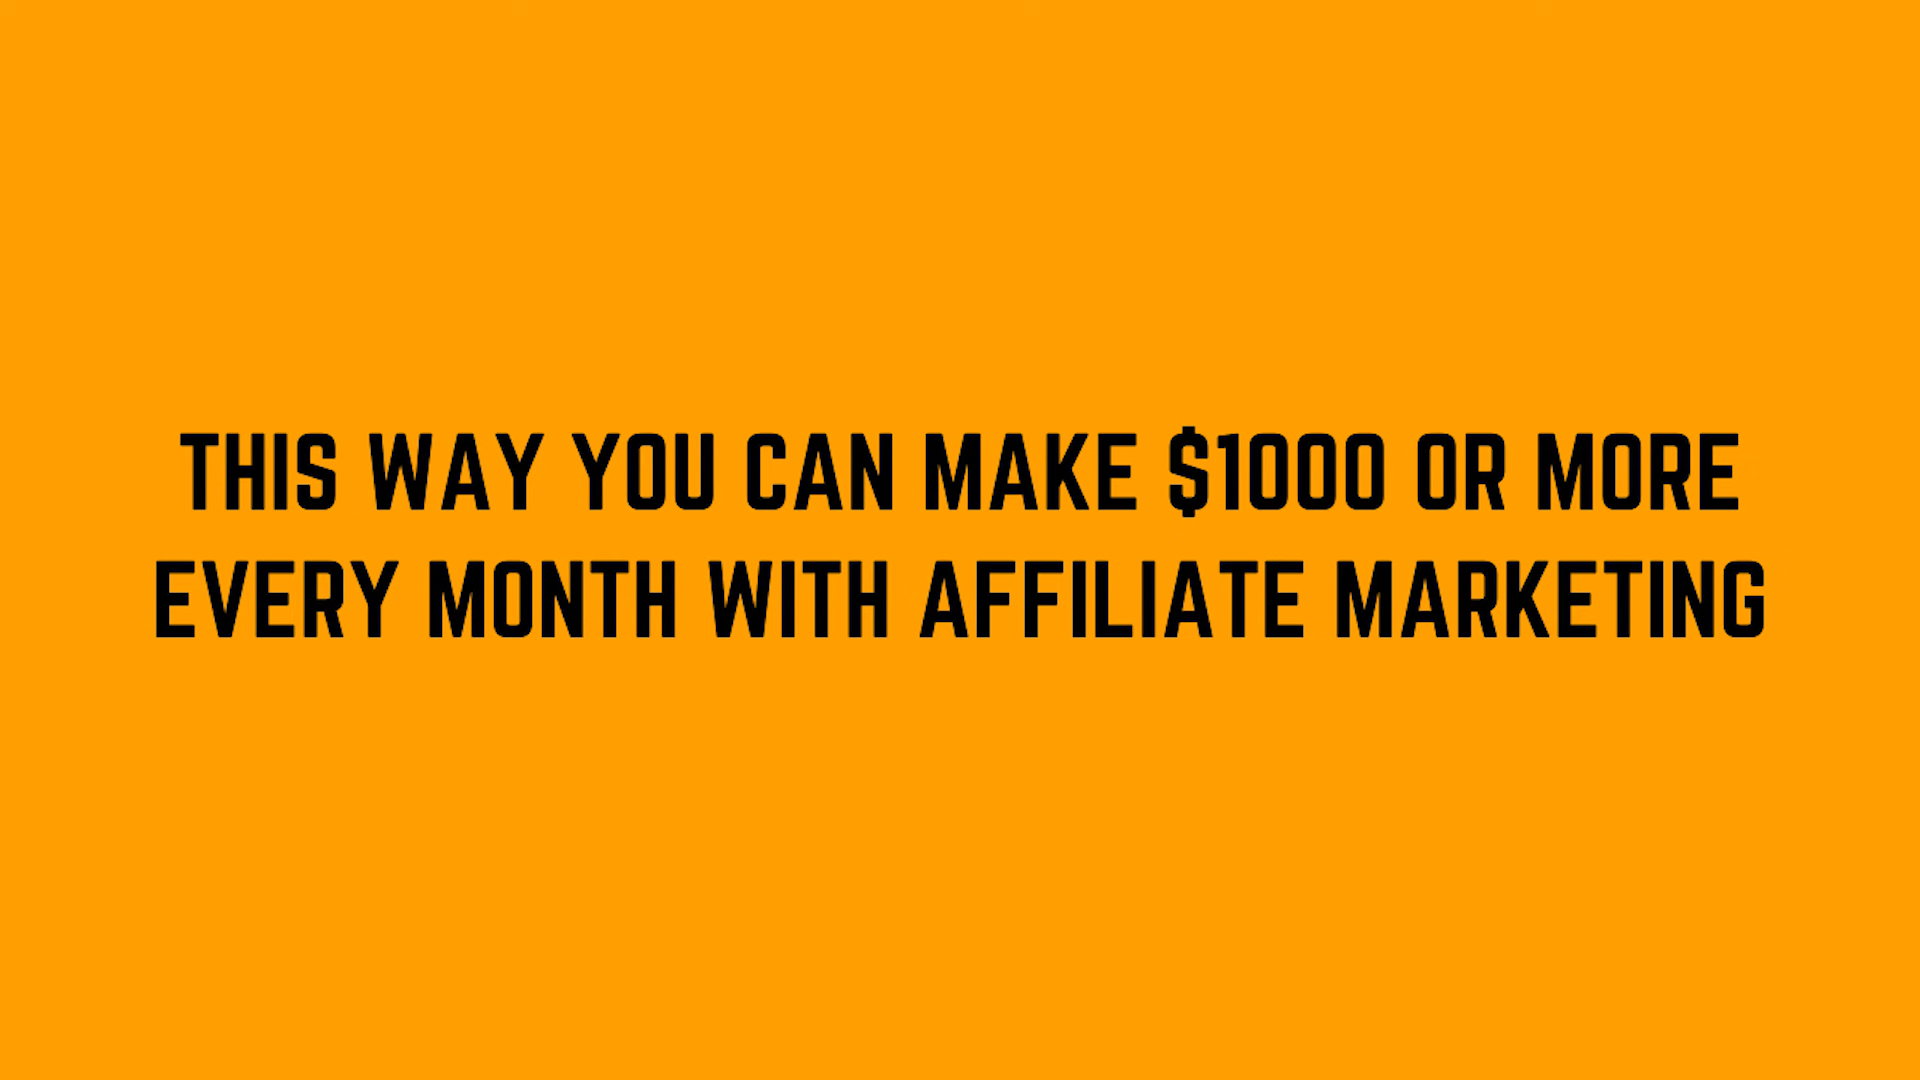 THIS WAY YOU CAN MAKE $1000 OR MORE
EVERY MONTH WITH AFFILIATE MARKETING